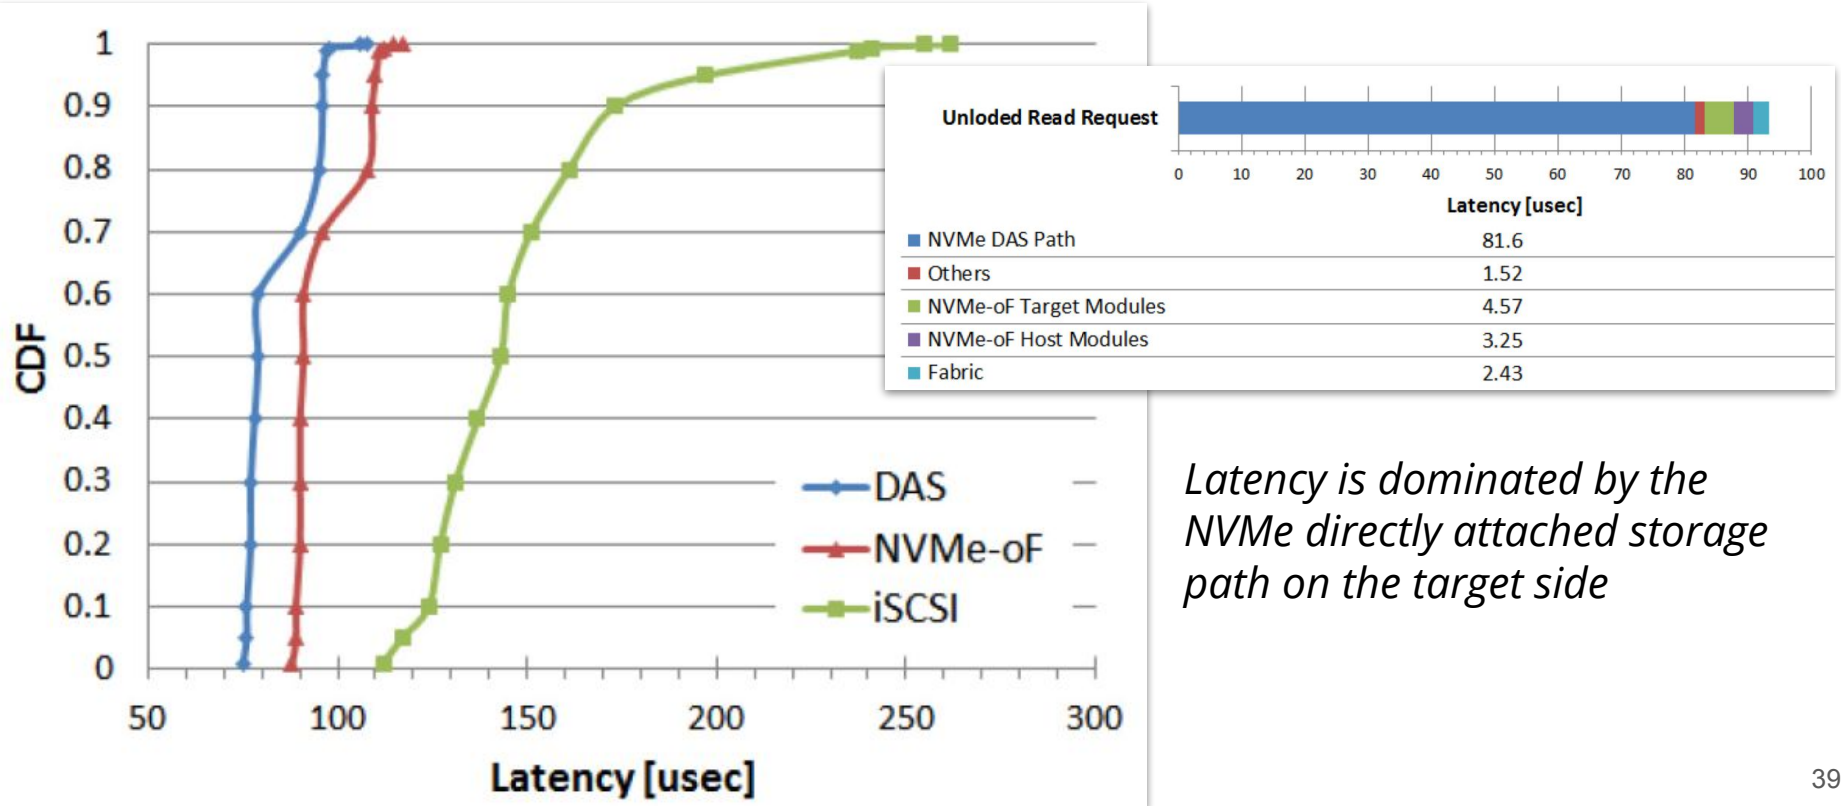 CDF
1
0.9
0.8
0.7
0.6
0.5
0.4
0.3
0.2
0.1
0
50 100 150 200 250 300
Latency [usec]
DAS
NVMe-oF
iSCSI
Unloded Read Request
0 10 20 30 40 50 60 70 80 90 100
Latency [usec]
NVMe DAS Path 81.6
Others 1.52
NVMe-oF Target Modules 4.57
NVMe-oF Host Modules 3.25
Fabric 2.43
Latency is dominated by the
NVMe directly attached storage
path on the target side
39